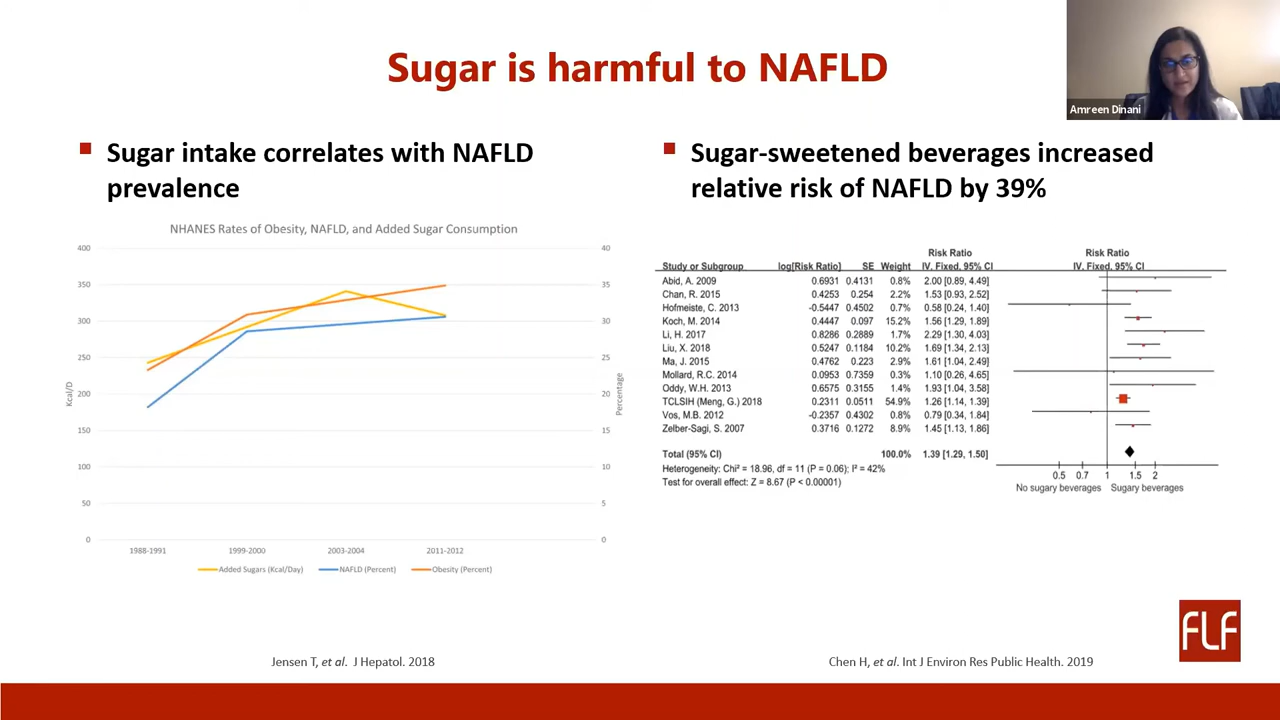 Sugar is harmful to NAFLD
Amreen Dinani
Sugar intake correlates with NAFLD
prevalence
NHANES Rates of Obesity, NAFLD, and Added Sugar Consumption
400
350
300
250
200
150
100
50
0
Kcal/D
40
35
30
25
20
15
10
5
0
Percentage
1988-1991 1999-2000 2003-2004 2011-2012
Added Sugars (Kcal/Day) NAFLD (Percent) Obesity (Percent)
Jensen T, et al. J Hepatol. 2018
Sugar-sweetened beverages increased
relative risk of NAFLD by 39%
Risk Ratio Risk Ratio
Study or Subgroup log[Risk Ratio] SE Weight IV. Fixed. 95% CI IV. Fixed. 95% CI
Abid, A. 2009 0.6931 0.4131 0.8% 2.00 [0.89, 4.49]
Chan, R. 2015 0.4253 0.254 2.2% 1.53 [0.93, 2.52]
Hofmeiste, C. 2013 -0.5447 0.4502 0.7% 0.58 [0.24, 1.40]
Koch, M. 2014 0.4447 0.097 15.2% 1.56 [1.29, 1.89]
Li, H. 2017 0.8286 0.2889 1.7% 2.29 [1.30, 4.03]
Liu, X. 2018 0.5247 0.1184 10.2% 1.69 [1.34, 2.13]
Ma, J. 2015 0.4762 0.223 2.9% 1.61 [1.04, 2.49]
Mollard, R.C. 2014 0.0953 0.7359 0.3% 1.10 [0.26, 4.65]
Oddy, W.H. 2013 0.6575 0.3155 1.4% 1.93 [1.04, 3.58]
TCLSIH (Meng, G.) 2018 0.2311 0.0511 54.9% 1.26 [1.14, 1.39]
Vos, M.B. 2012 -0.2357 0.4302 0.8% 0.79 [0.34, 1.84]
Zelber-Sagi, S. 2007 0.3716 0.1272 8.9% 1.45 [1.13, 1.86]
Total (95% CI) 100.0% 1.39 [1.29, 1.50]
Heterogeneity: Chi² = 18.96, df = 11 (P = 0.06); I² = 42%
Test for overall effect: Z = 8.67 (P < 0.00001)
0.5 0.7 1 1.5 2
No sugary beverages Sugary beverages
Chen H, et al. Int J Environ Res Public Health. 2019
FLF